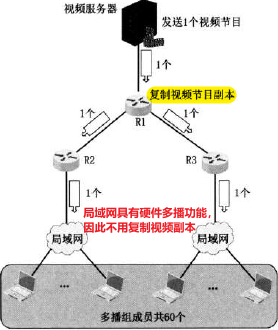 视频服务器
发送1个视频节目
1个
复制视频节目副本
1个
1个
R1
R2
R3
1个
1个
局域网具有硬件多播功能，
因此不用复制视频副本
局域网
局域网
...
...
多播组成员共60个